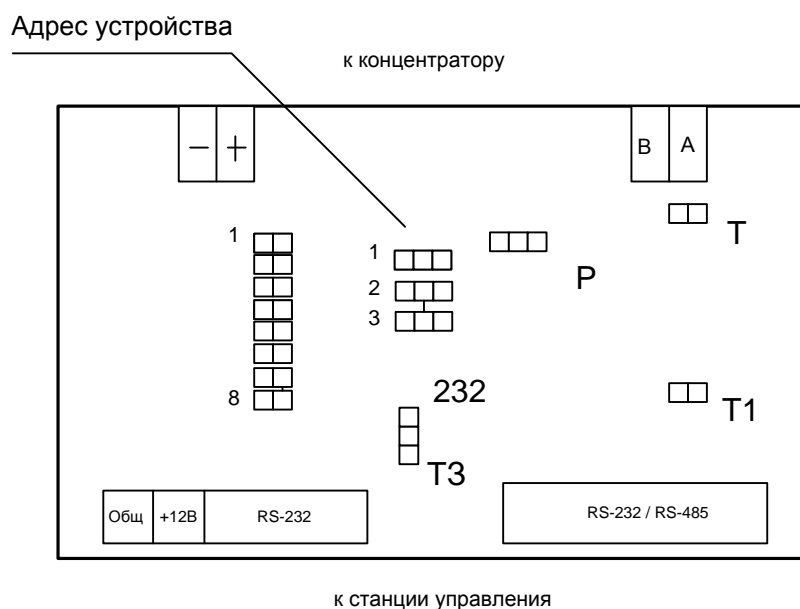 Адрес устройства
к концентратору
− +
B A
T
1
1
P
2
3
232
8
T1
T3
Общ +12В RS-232
RS-232 / RS-485
к станции управления